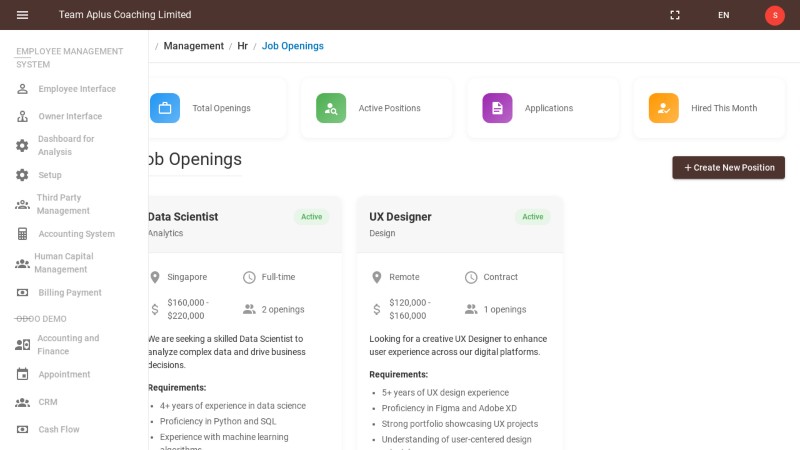 Team Aplus Coaching Limited
EN
S
EMPLOYEE MANAGEMENT
SYSTEM
Employee Interface
Owner Interface
Dashboard for
Analysis
Setup
Third Party
Management
Accounting System
Human Capital
Management
Billing Payment
ODOO DEMO
Accounting and
Finance
Appointment
CRM
Cash Flow
/ Management / Hr / Job Openings
Total Openings
Active Positions
Applications
Hired This Month
ob Openings
+ Create New Position
Data Scientist
Active
Analytics
Singapore
Full-time
$160,000 -
$220,000
2 openings
We are seeking a skilled Data Scientist to
analyze complex data and drive business
decisions.
Requirements:
• 4+ years of experience in data science
• Proficiency in Python and SQL
• Experience with machine learning
UX Designer
Active
Design
Remote
Contract
$120,000 -
$160,000
1 openings
Looking for a creative UX Designer to enhance
user experience across our digital platforms.
Requirements:
• 5+ years of UX design experience
• Proficiency in Figma and Adobe XD
• Strong portfolio showcasing UX projects
• Understanding of user-centered design